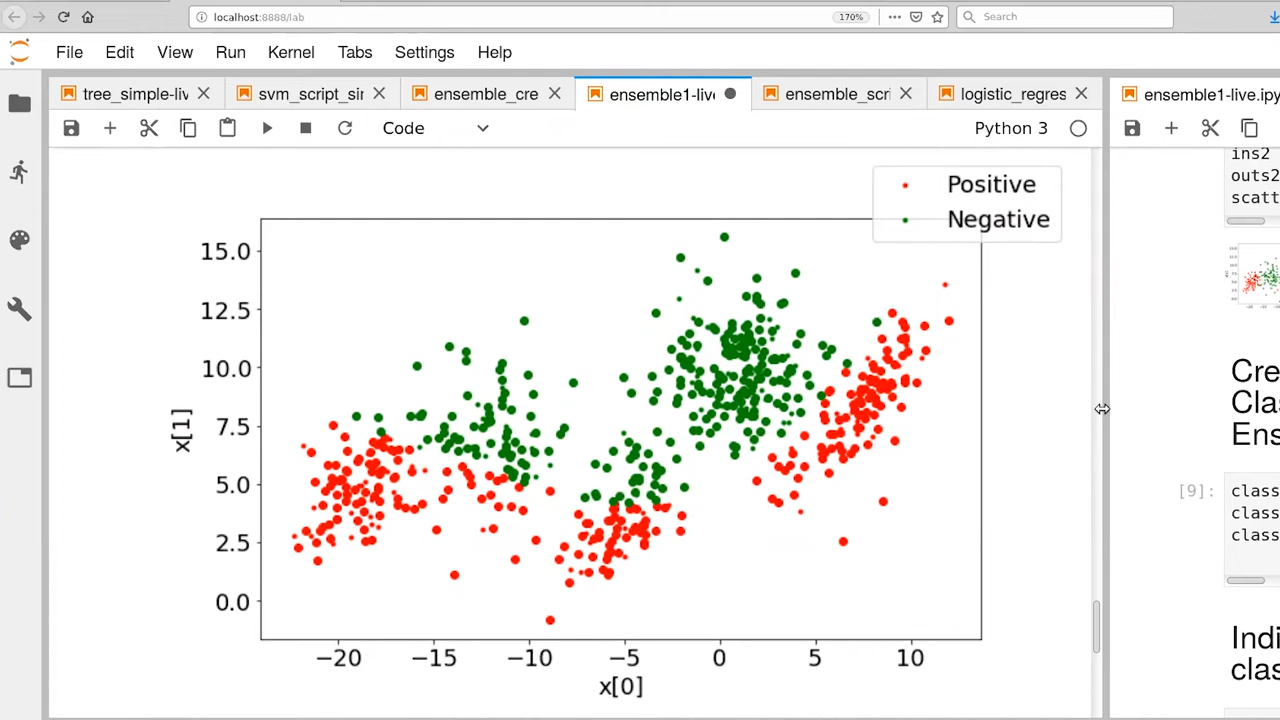 localhost:8888/lab
170%
Search
File Edit View Run Kernel Tabs Settings Help
tree_simple-liv
svm_script_sir
ensemble_cre
ensemble1-live
ensemble_scri
logistic_regres
ensemble1-live.ipy
Code
Python 3
Positive
Negative
15.0
12.5
10.0
7.5
5.0
2.5
0.0
x[1]
−20 −15 −10 −5 0 5 10
x[0]
ins2
outs2
scatt
Cre
Clas
Ens
[9]:
class
class
class
Indi
clas